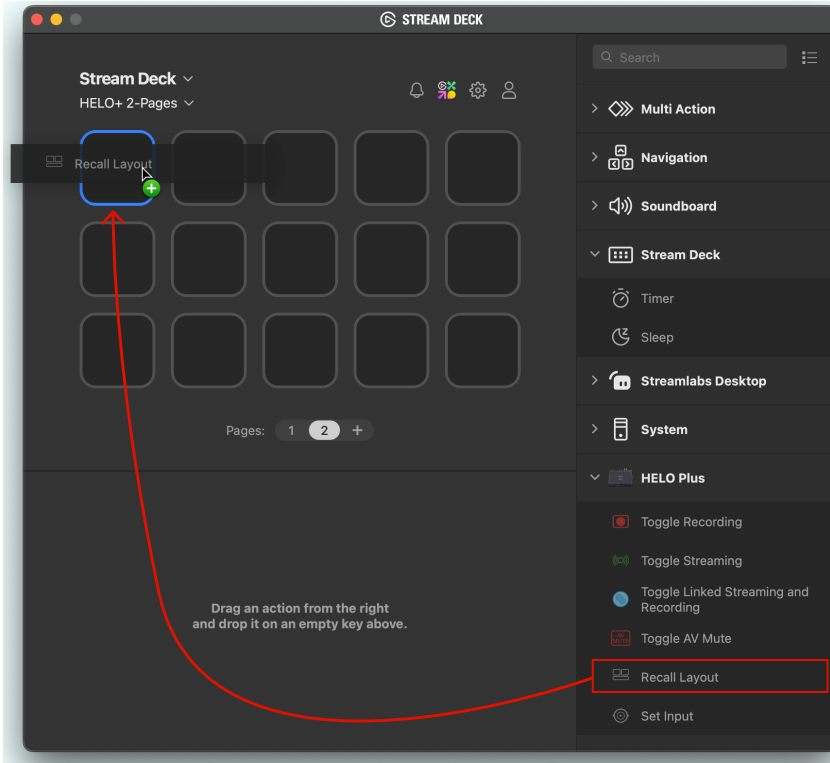 STREAM DECK
Stream Deck
HELO+ 2-Pages
Recall Layout
Pages: 1 2 +
Drag an action from the right
and drop it on an empty key above.
Search
Multi Action
Navigation
Soundboard
Stream Deck
Timer
Sleep
Streamlabs Desktop
System
HELO Plus
Toggle Recording
Toggle Streaming
Toggle Linked Streaming and
Recording
AV
MUTE
Toggle AV Mute
Recall Layout
Set Input